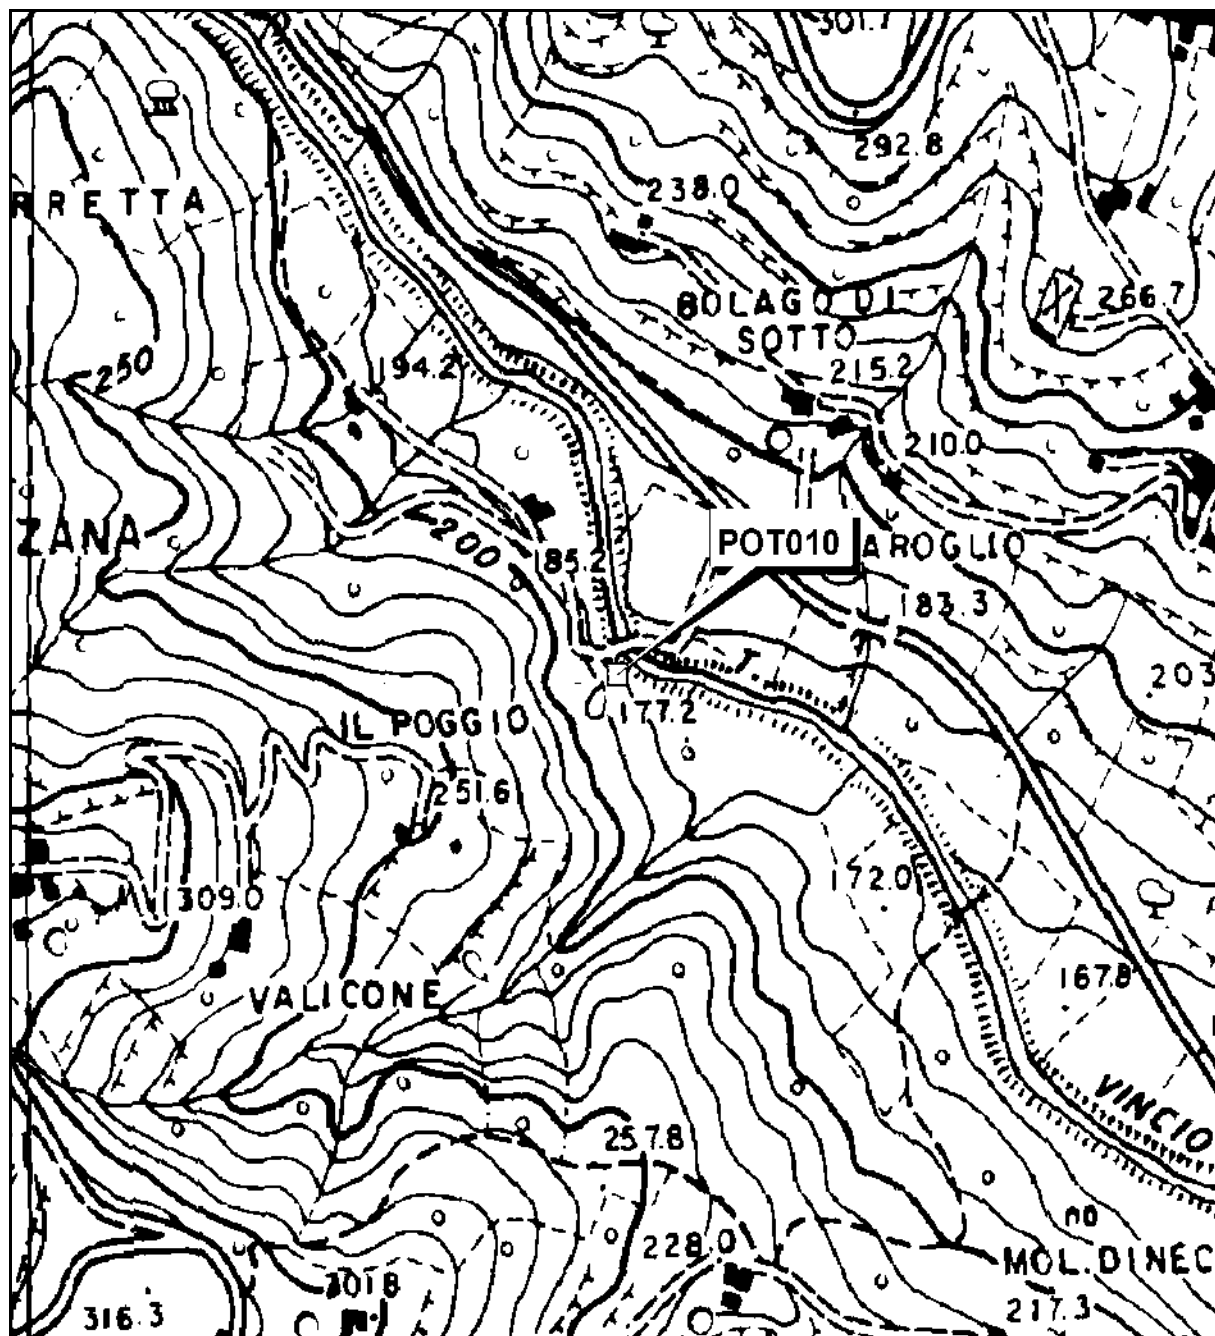 301.7
292.8
238.0
RRETTA
266.7
BOLAGO DI
SOTTO
194.2
215.2
250
210.0
ZANA
200
185.2
POT010
AROGLIO
183.3
203
177.2
IL POGGIO
251.6
172.0
309.0
167.8
VALICONE
VINCIO
257.8
228.0
MOL. DI NEC
301.8
217.3
316.3